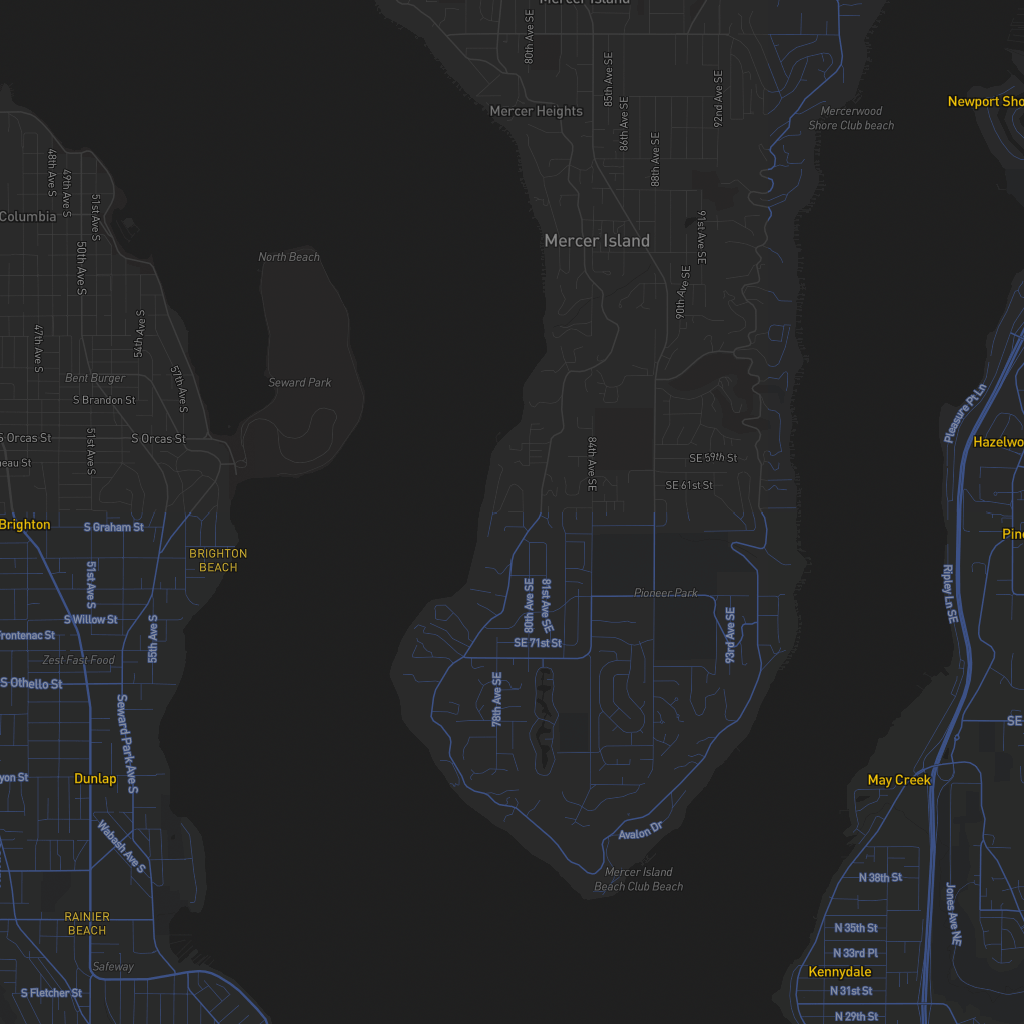 Mercer Island
80th Ave SE
85th Ave SE
92nd Ave SE
86th Ave SE
Newport Sho
Mercer Heights
Mercerwood
Shore Club beach
88th Ave SE
48th Ave S
49th Ave S
51st Ave S
Columbia
91st Ave SE
Mercer Island
50th Ave S
North Beach
90th Ave SE
54th Ave S
47th Ave S
57th Ave S
Bent Burger
Seward Park
S Brandon St
Pleasure Pt Ln
S Orcas St
S Orcas St
51st Ave S
84th Ave SE
Hazelwo
SE 59th St
eau St
SE 61st St
Brighton
S Graham St
Pine
BRIGHTON
BEACH
51st Ave S
80th Ave SE
81st Ave SE
Pioneer Park
Ripley Ln SE
S Willow St
55th Ave S
93rd Ave SE
Frontenac St
SE 71st St
Zest Fast Food
S Othello St
78th Ave SE
Seward Park Ave S
SE
yon St
Dunlap
May Creek
Wabash Ave S
Avalon Dr
Mercer Island
Beach Club Beach
N 38th St
Jones Ave NE
RAINIER
BEACH
N 35th St
N 33rd Pl
Safeway
Kennydale
S Fletcher St
N 31st St
N 29th St